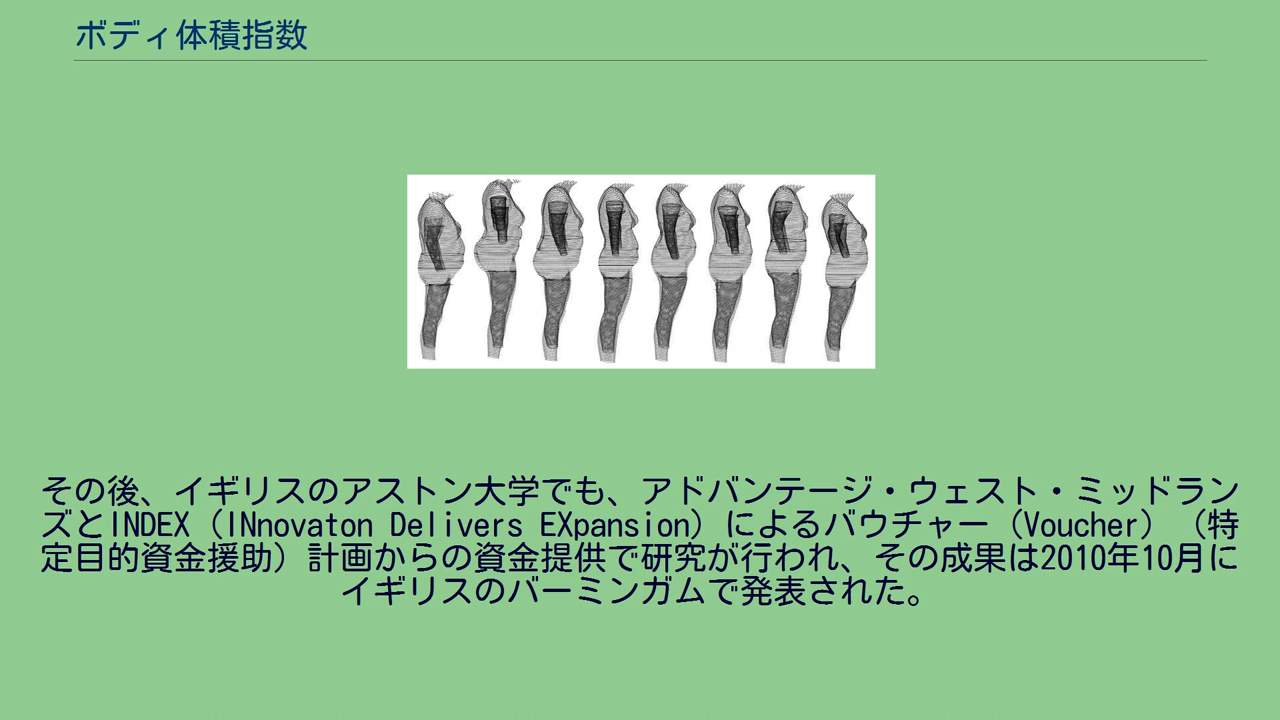 ボディ体積指数
その後、イギリスのアストン大学でも、アドバンテージ・ウェスト・ミッドラン
ズとINDEX（INnovaton Delivers EXpansion）によるバウチャー（Voucher）（特
定目的資金援助）計画からの資金提供で研究が行われ、その成果は2010年10月に
イギリスのバーミンガムで発表された。